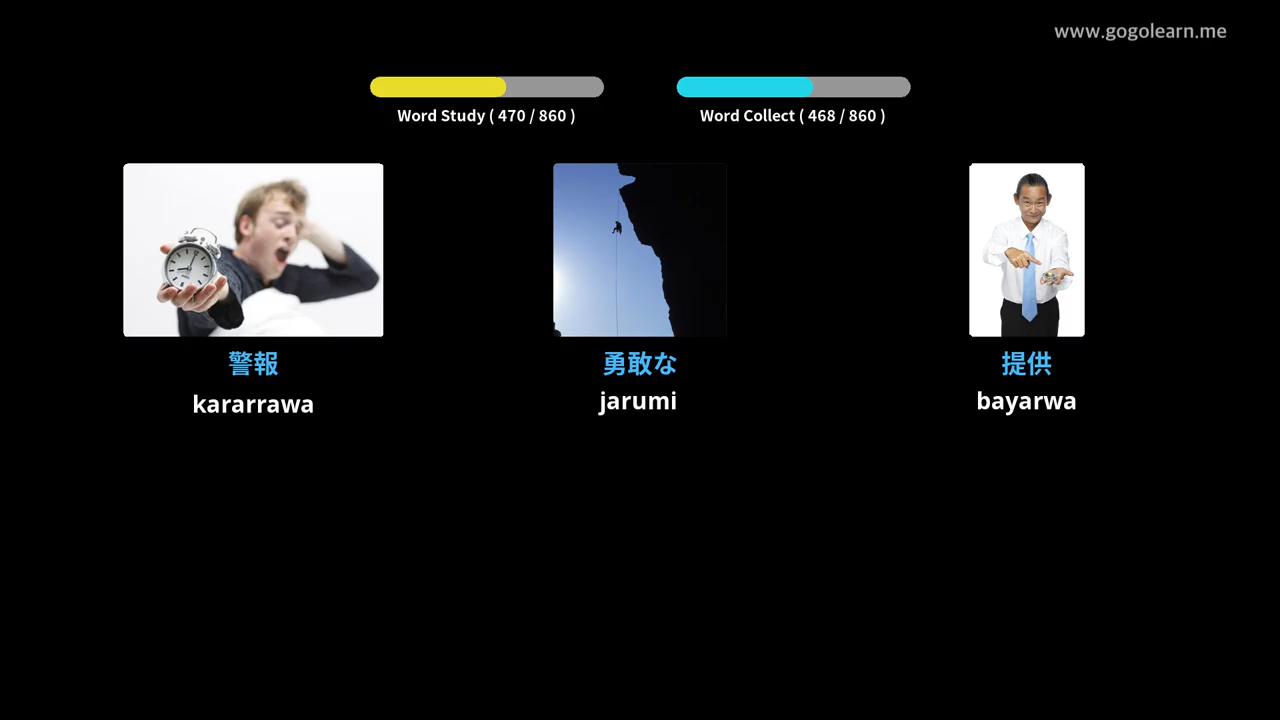 www.gogolearn.me
Word Study ( 470 / 860 )
Word Collect ( 468 / 860 )
警報
kararrawa
勇敢な
jarumi
提供
bayarwa